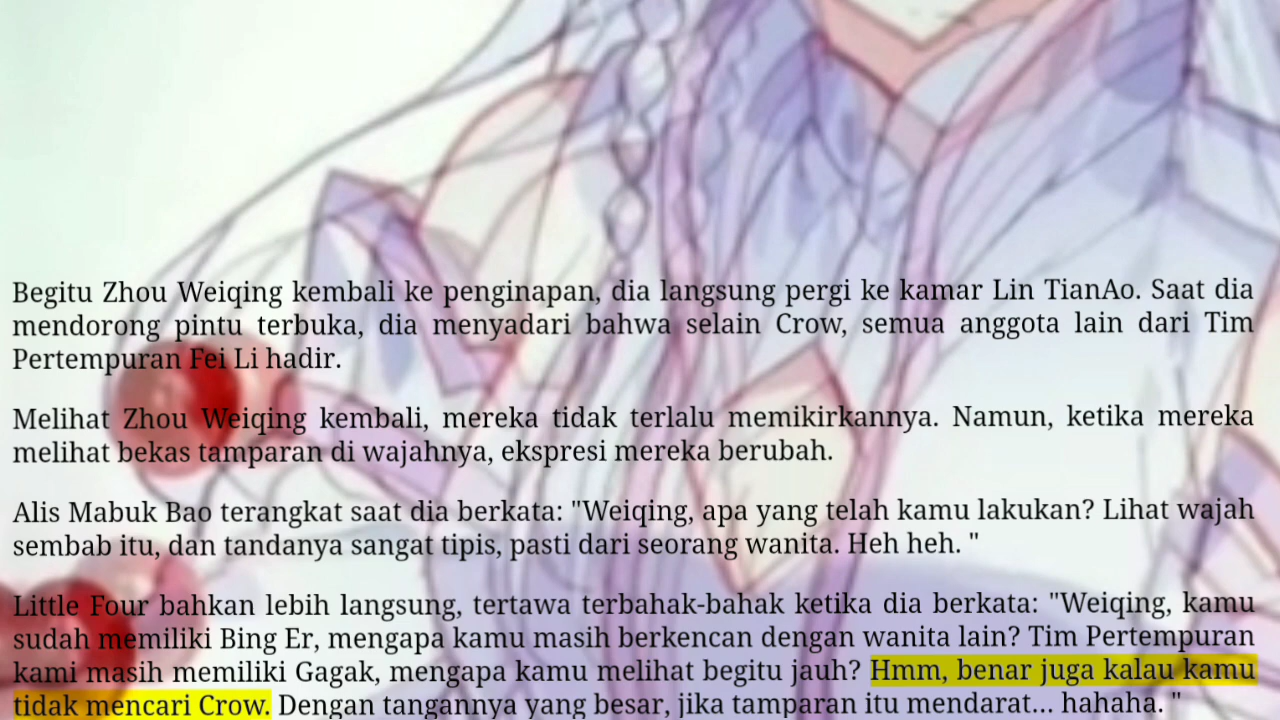 Begitu Zhou Weiqing kembali ke penginapan, dia langsung pergi ke kamar Lin TianAo. Saat dia
mendorong pintu terbuka, dia menyadari bahwa selain Crow, semua anggota lain dari Tim
Pertempuran Fei Li hadir.
Melihat Zhou Weiqing kembali, mereka tidak terlalu memikirkannya. Namun, ketika mereka
melihat bekas tamparan di wajahnya, ekspresi mereka berubah.
Alis Mabuk Bao terangkat saat dia berkata: "Weiqing, apa yang telah kamu lakukan? Lihat wajah
sembab itu, dan tandanya sangat tipis, pasti dari seorang wanita. Heh heh. "
Little Four bahkan lebih langsung, tertawa terbahak-bahak ketika dia berkata: "Weiqing, kamu
sudah memiliki Bing Er, mengapa kamu masih berkencan dengan wanita lain? Tim Pertempuran
kami masih memiliki Gagak, mengapa kamu melihat begitu jauh? Hmm, benar juga kalau kamu
tidak mencari Crow. Dengan tangannya yang besar, jika tamparan itu mendarat... hahaha. "